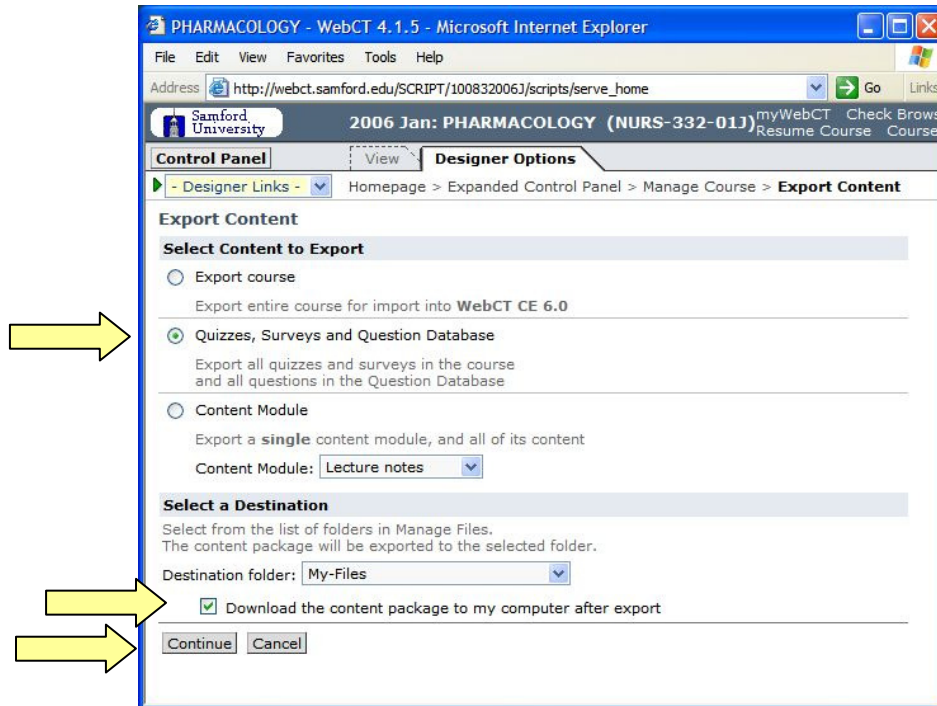 PHARMACOLOGY - WebCT 4.1.5 - Microsoft Internet Explorer
File Edit View Favorites Tools Help
Address http://webct.samford.edu/SCRIPT/100832006J/scripts/serve_home Go Links
Samford University
2006 Jan: PHARMACOLOGY (NURS-332-01J)
myWebCT Check Brows
Resume Course Course
Control Panel View Designer Options
- Designer Links - Homepage > Expanded Control Panel > Manage Course > Export Content
Export Content
Select Content to Export
Export course
Export entire course for import into WebCT CE 6.0
Quizzes, Surveys and Question Database
Export all quizzes and surveys in the course
and all questions in the Question Database
Content Module
Export a single content module, and all of its content
Content Module: Lecture notes
Select a Destination
Select from the list of folders in Manage Files.
The content package will be exported to the selected folder.
Destination folder: My-Files
Download the content package to my computer after export
Continue Cancel